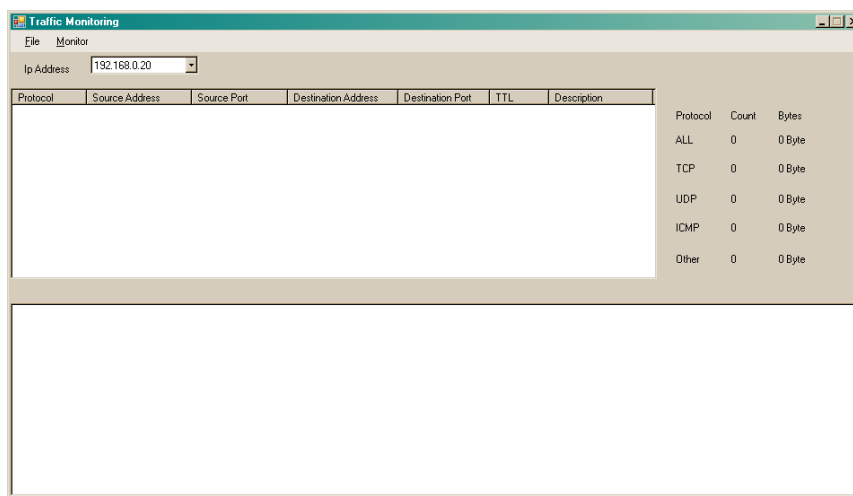 Traffic Monitoring
File Monitor
Ip Address 192.168.0.20
Protocol Source Address Source Port Destination Address Destination Port TTL Description
Protocol Count Bytes
ALL 0 0 Byte
TCP 0 0 Byte
UDP 0 0 Byte
ICMP 0 0 Byte
Other 0 0 Byte